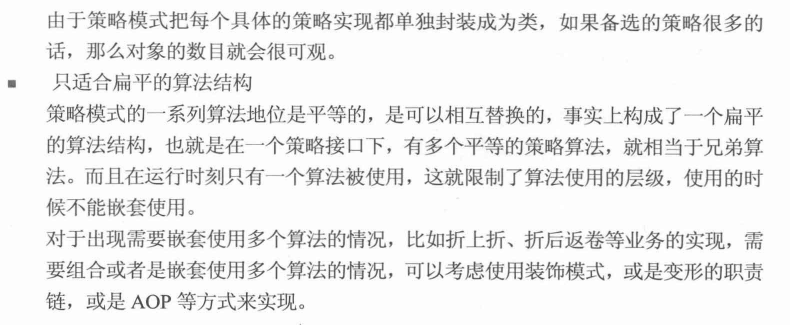 由于策略模式把每个具体的策略实现都单独封装成为类，如果备选的策略很多的
话，那么对象的数目就会很可观。
■ 只适合扁平的算法结构
策略模式的一系列算法地位是平等的，是可以相互替换的，事实上构成了一个扁平
的算法结构，也就是在一个策略接口下，有多个平等的策略算法，就相当于兄弟算
法。而且在运行时刻只有一个算法被使用，这就限制了算法使用的层级，使用的时
候不能嵌套使用。
对于出现需要嵌套使用多个算法的情况，比如折上折、折后返卷等业务的实现，需
要组合或者是嵌套使用多个算法的情况，可以考虑使用装饰模式，或是变形的职责
链，或是 AOP 等方式来实现。